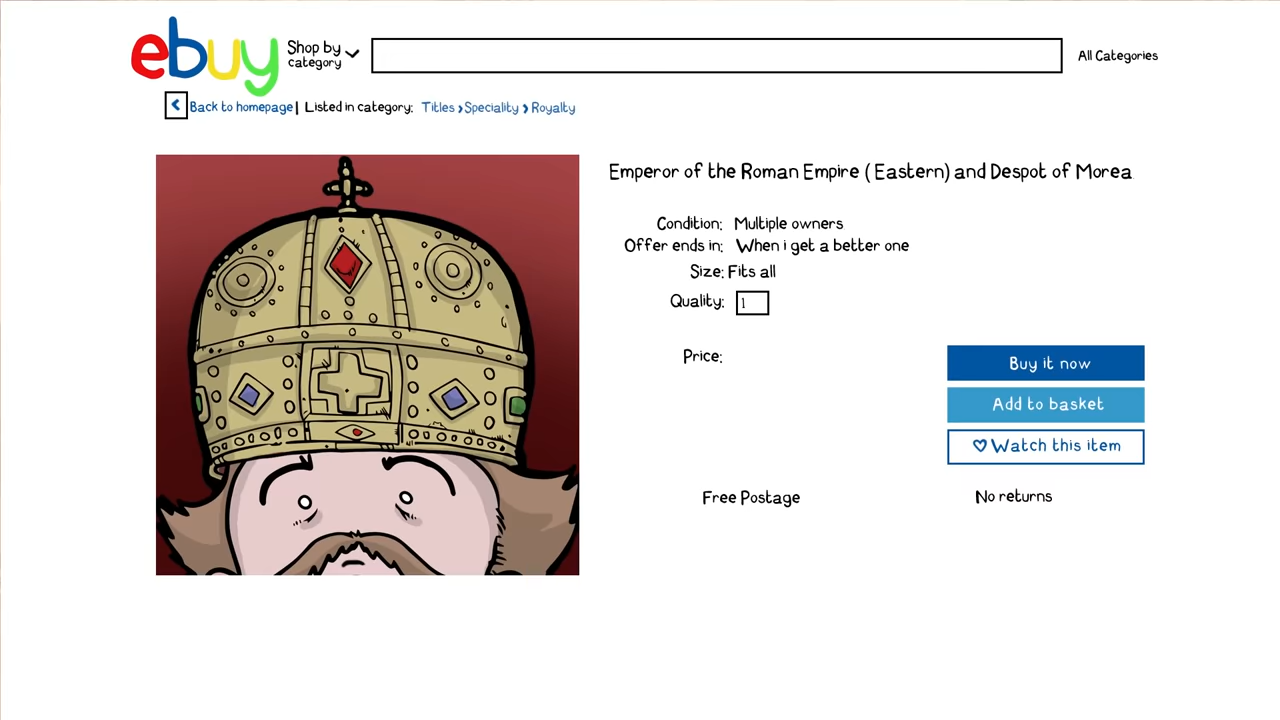 ebuy
Shop by
category
All Categories
Back to homepage| Listed in category: Titles › Speciality › Royalty
Emperor of the Roman Empire (Eastern) and Despot of Morea
Condition: Multiple owners
Offer ends in: When i get a better one
Size: Fits all
Quality: 1
Price:
Buy it now
Add to basket
Watch this item
Free Postage
No returns